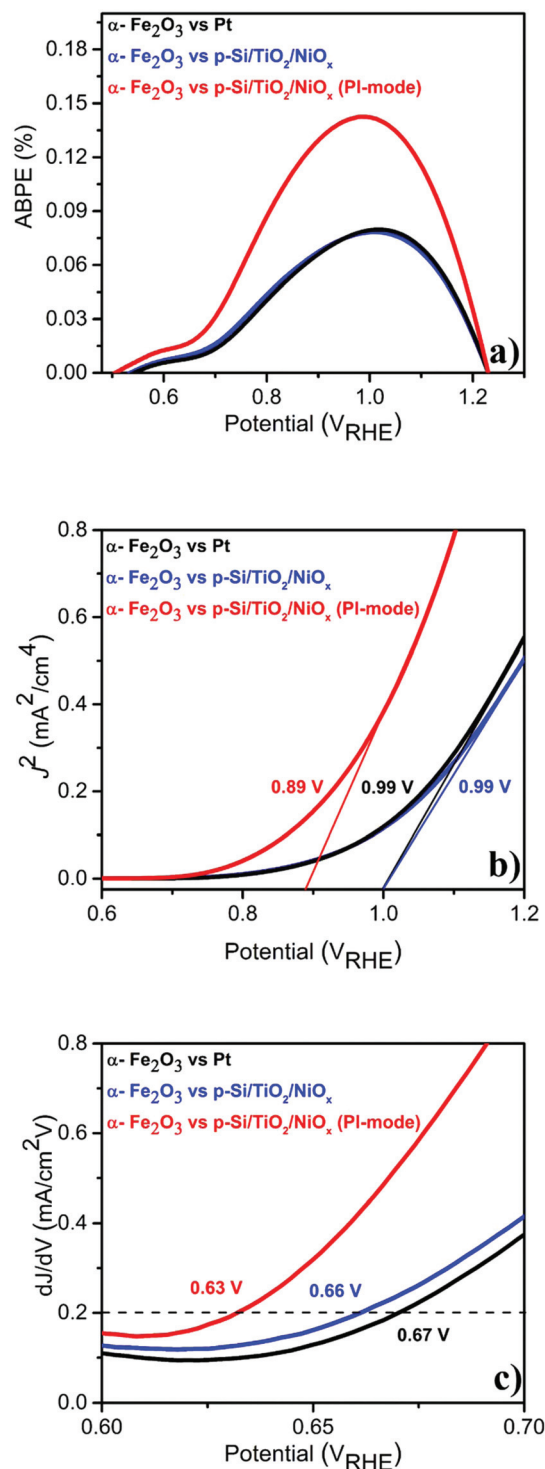 α- Fe₂O₃ vs Pt
α- Fe₂O₃ vs p-Si/TiO₂/NiOₓ
α- Fe₂O₃ vs p-Si/TiO₂/NiOₓ (PI-mode)
ABPE (%)
0.18
0.15
0.12
0.09
0.06
0.03
0.00
a)
0.6 0.8 1.0 1.2
Potential (V_RHE)
α- Fe₂O₃ vs Pt
α- Fe₂O₃ vs p-Si/TiO₂/NiOₓ
α- Fe₂O₃ vs p-Si/TiO₂/NiOₓ (PI-mode)
J² (mA²/cm⁴)
0.8
0.6
0.4
0.2
0.0
0.89 V 0.99 V 0.99 V
b)
0.6 0.8 1.0 1.2
Potential (V_RHE)
α- Fe₂O₃ vs Pt
α- Fe₂O₃ vs p-Si/TiO₂/NiOₓ
α- Fe₂O₃ vs p-Si/TiO₂/NiOₓ (PI-mode)
dJ/dV (mA/cm²V)
0.8
0.6
0.4
0.2
0.0
0.63 V 0.66 V
0.67 V
c)
0.60 0.65 0.70
Potential (V_RHE)